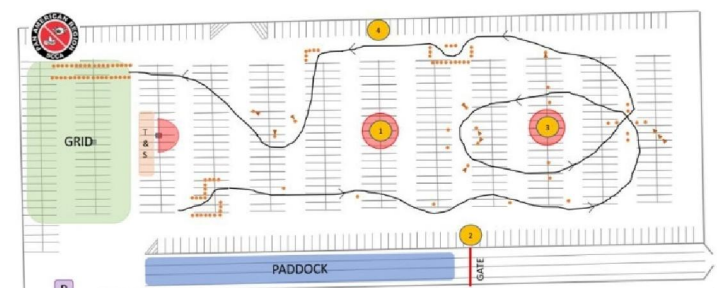 PAN AMERICAN REGION
SCCA
4
GRID
T
&
S
1
3
2
GATE
PADDOCK